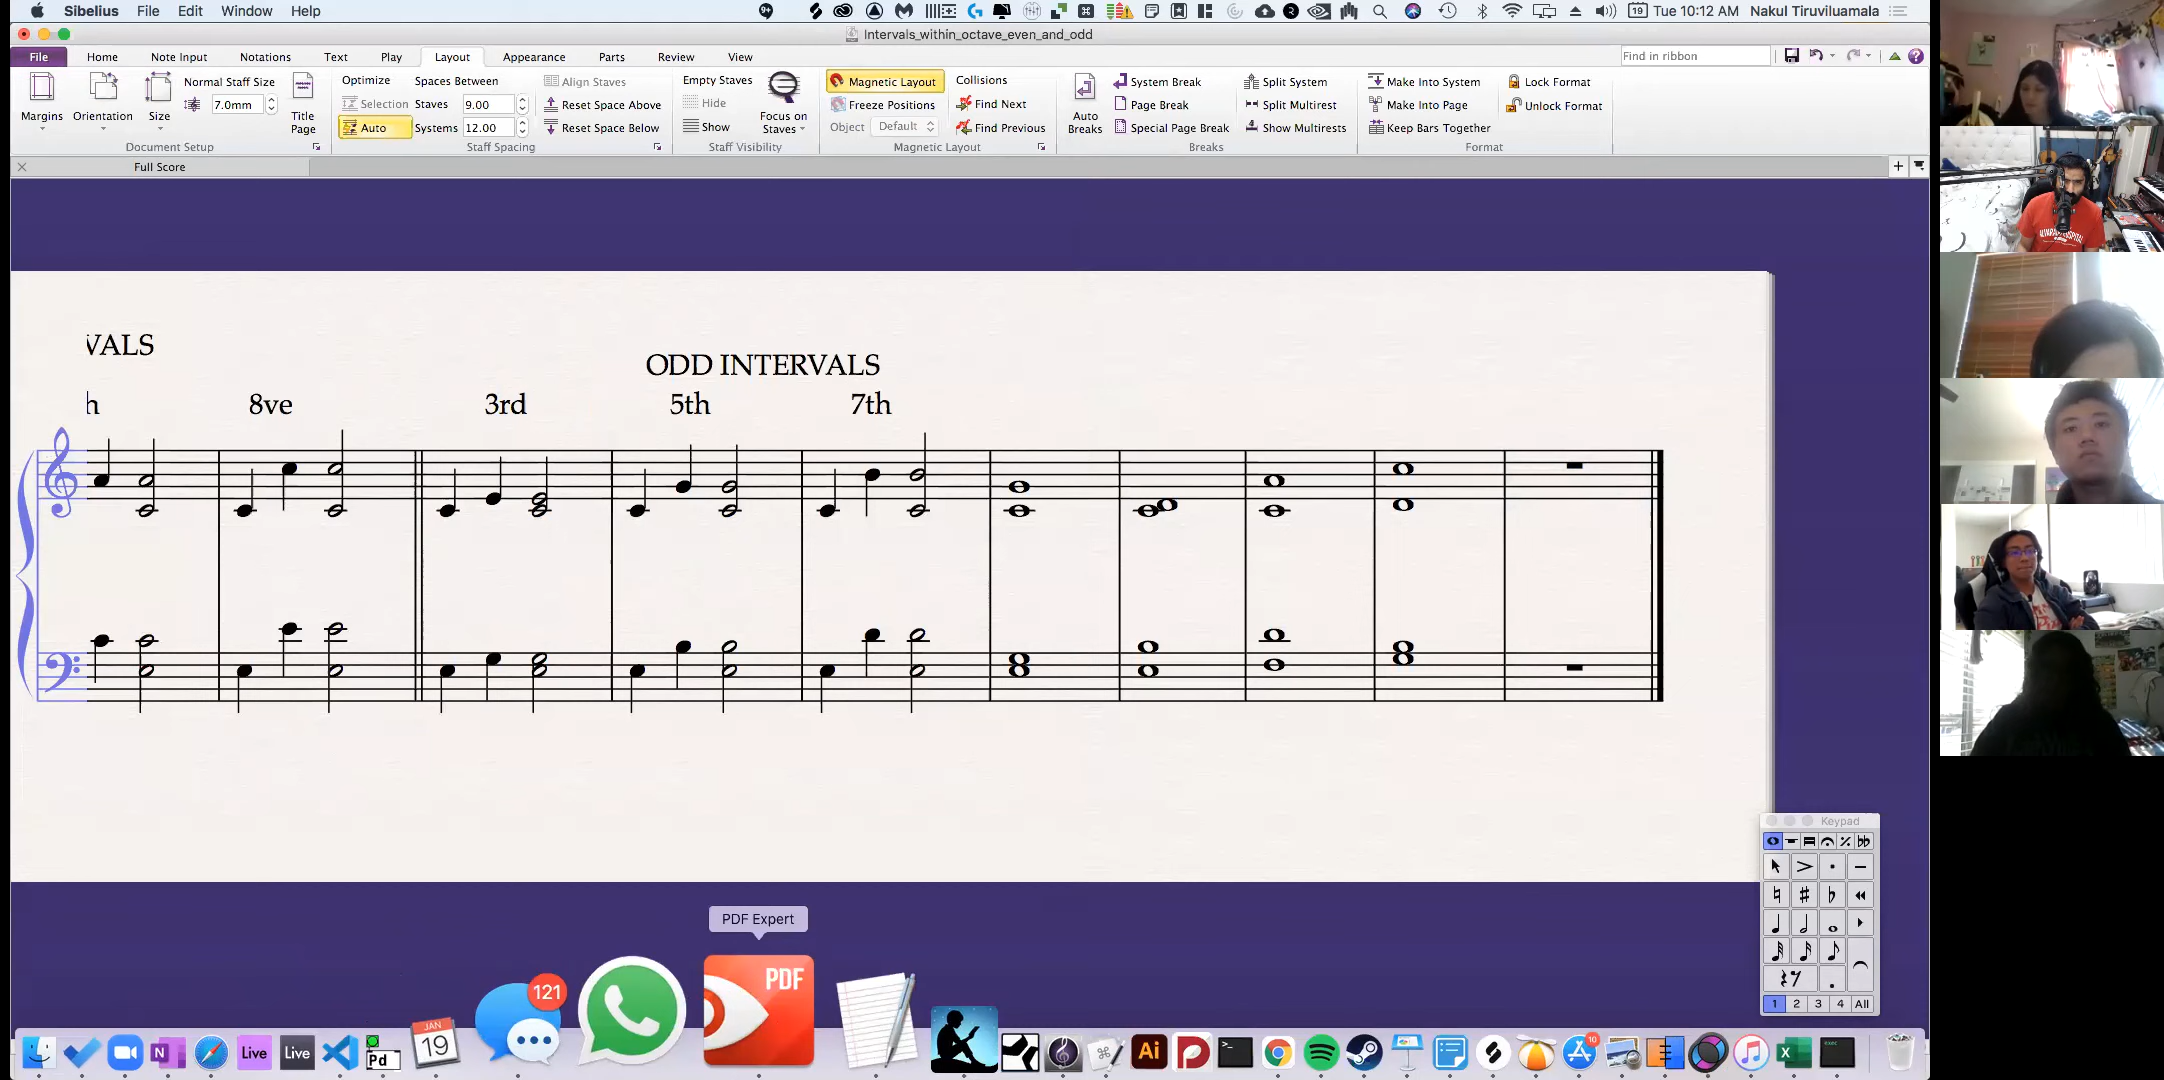 Sibelius File Edit Window Help
Tue 10:12 AM Nakul Tiruviluamala
Intervals_within_octave_even_and_odd
File Home Note Input Notations Text Play Layout Appearance Parts Review View
Find in ribbon
Margins
Orientation
Size
Normal Staff Size
7.0mm
Title Page
Document Setup
Optimize
Selection
Auto
Spaces Between
Staves 9.00
Systems 12.00
Align Staves
Reset Space Above
Reset Space Below
Staff Spacing
Empty Staves
Hide
Show
Focus on Staves
Staff Visibility
Magnetic Layout
Freeze Positions
Object Default
Collisions
Find Next
Find Previous
Magnetic Layout
Auto Breaks
System Break
Page Break
Special Page Break
Split System
Split Multirest
Show Multirests
Breaks
Make Into System
Make Into Page
Keep Bars Together
Lock Format
Unlock Format
Format
Full Score
VALS
ODD INTERVALS
h 8ve 3rd 5th 7th
Keypad
1 2 3 4 All
PDF Expert
PDF
121
JAN
19
N
Live
Live
Pd
Ai
10
X
exec